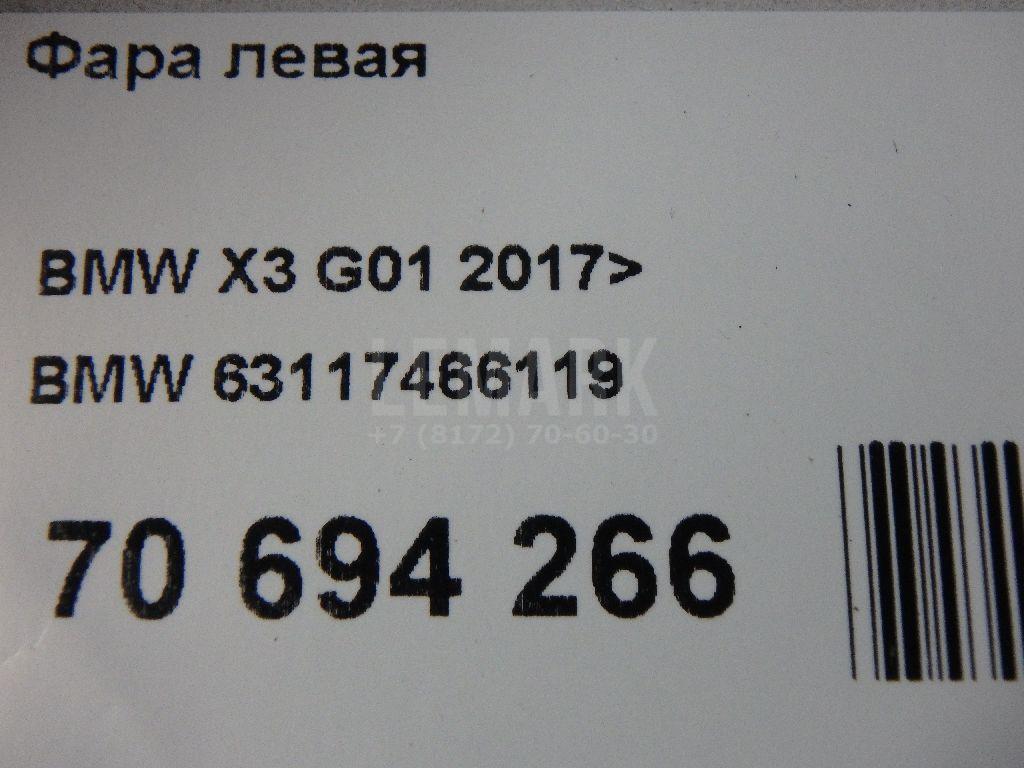 Фара левая
BMW X3 G01 2017>
BMW 63117466119
LEMARK
+7 (8172) 70-60-30
70 694 266